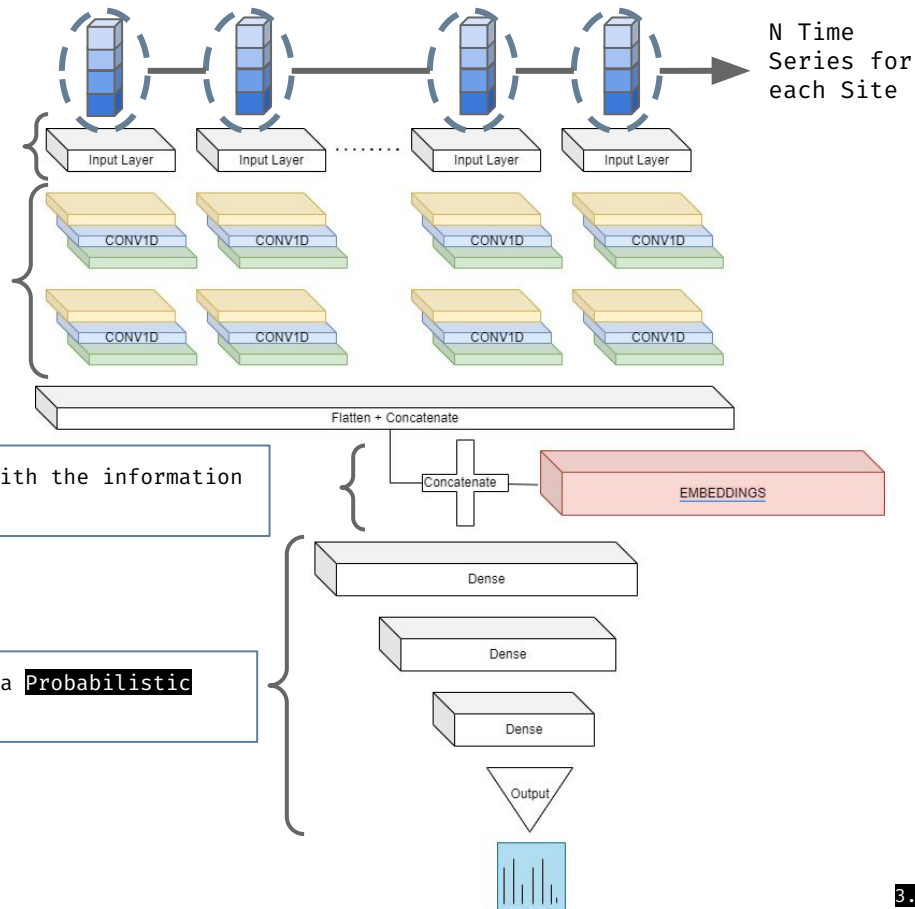 N Time
Series for
each Site
Input Layer
Input Layer
........
Input Layer
Input Layer
CONV1D
CONV1D
CONV1D
CONV1D
CONV1D
CONV1D
CONV1D
CONV1D
Flatten + Concatenate
ith the information
Concatenate
EMBEDDINGS
Dense
Dense
a Probabilistic
Dense
Output
3.